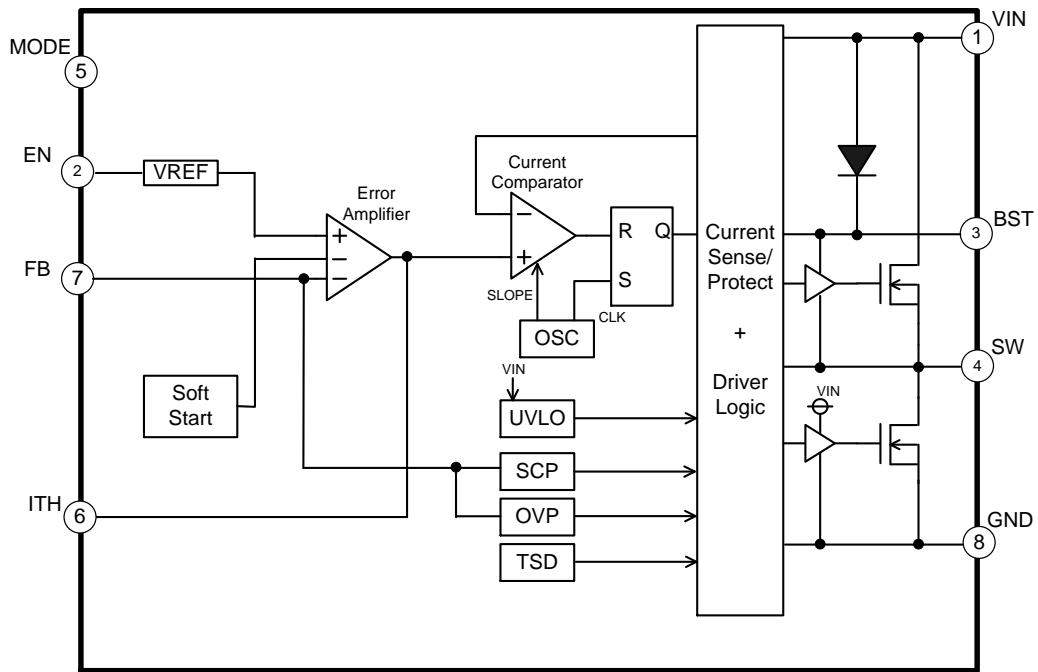 VIN
1
MODE
5
EN
2
VREF
Error
Amplifier
+
−
−
Current
Comparator
−
+
R
Q
S
SLOPE
CLK
OSC
Current
Sense/
Protect
+
Driver
Logic
BST
3
FB
7
SW
4
VIN
Soft
Start
VIN
UVLO
SCP
OVP
TSD
ITH
6
GND
8